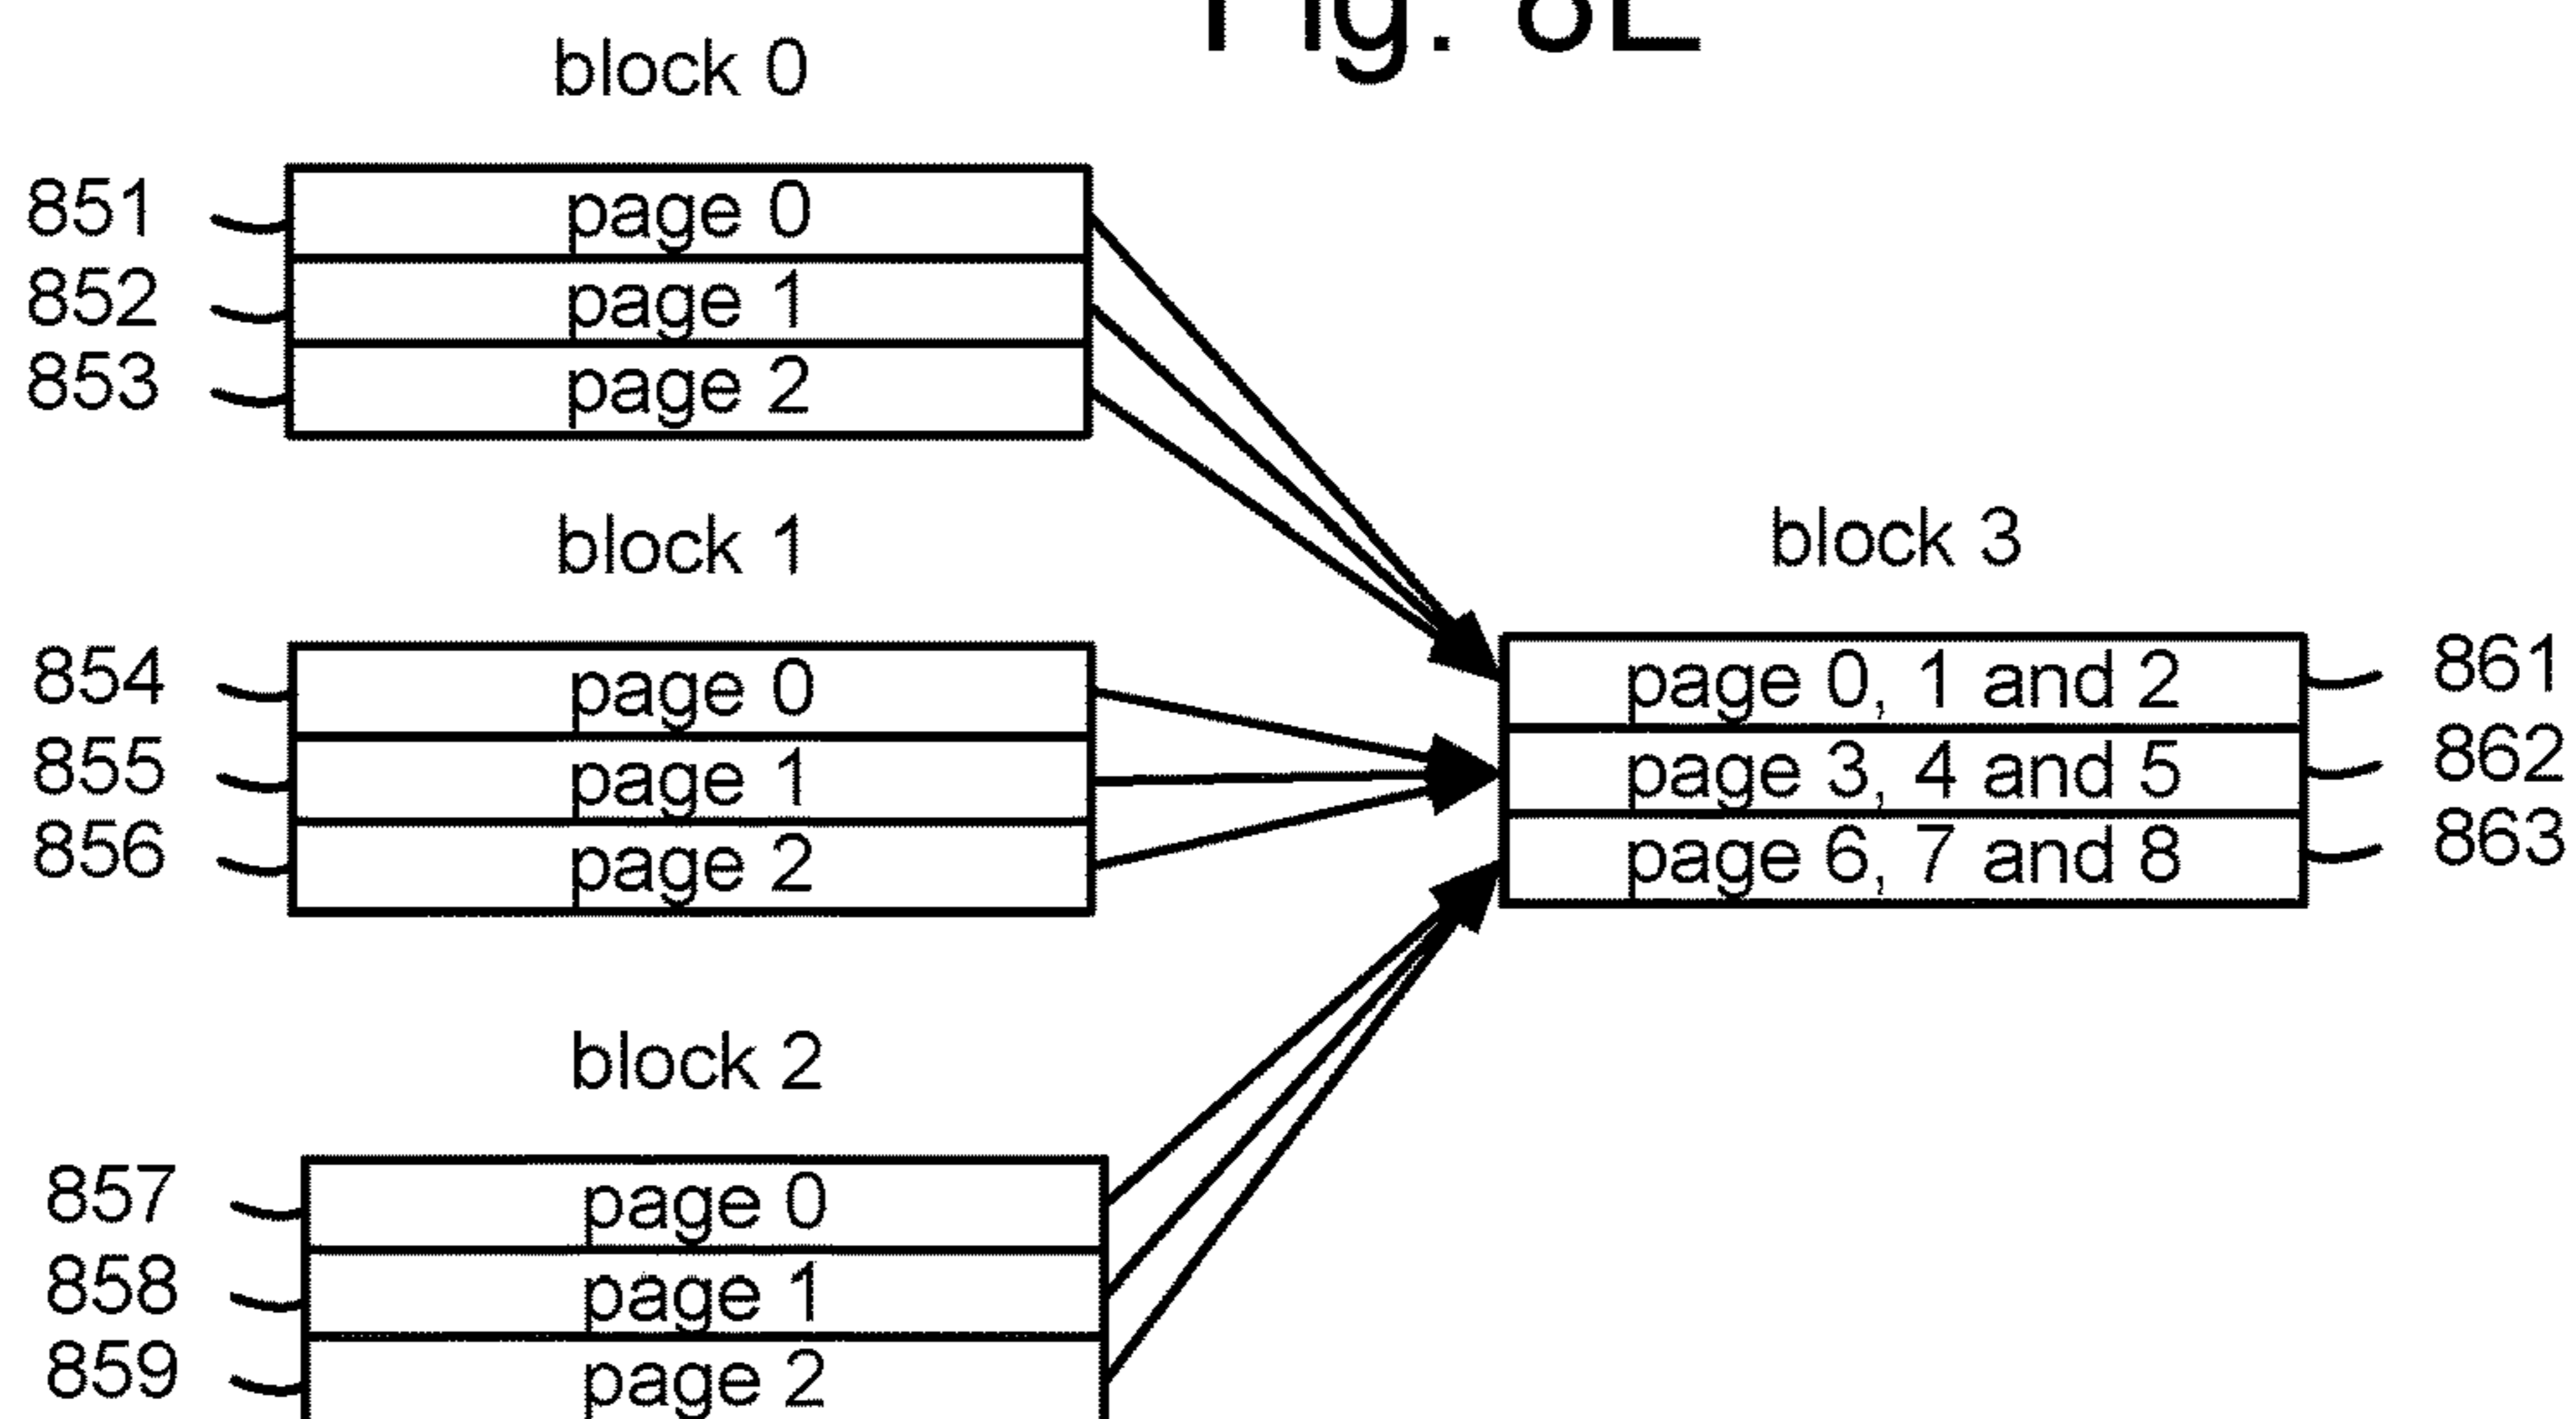 Fig. 8E
block 0
851 page 0
852 page 1
853 page 2
block 1
854 page 0
855 page 1
856 page 2
block 3
page 0, 1 and 2 861
page 3, 4 and 5 862
page 6, 7 and 8 863
block 2
857 page 0
858 page 1
859 page 2